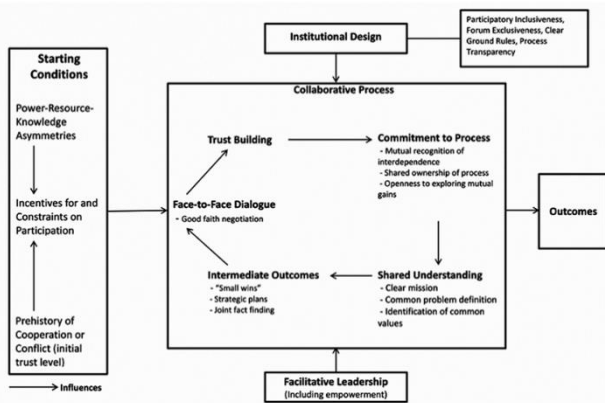 Institutional Design
Participatory Inclusiveness,
Forum Exclusiveness, Clear
Ground Rules, Process
Transparency
Starting
Conditions
Power-Resource-
Knowledge
Asymmetries
Incentives for and
Constraints on
Participation
Prehistory of
Cooperation or
Conflict (initial
trust level)
Influences
Collaborative Process
Trust Building
Commitment to Process
- Mutual recognition of
interdependence
- Shared ownership of process
- Openness to exploring mutual
gains
Face-to-Face Dialogue
- Good faith negotiation
Intermediate Outcomes
- "Small wins"
- Strategic plans
- Joint fact finding
Shared Understanding
- Clear mission
- Common problem definition
- Identification of common
values
Outcomes
Facilitative Leadership
(Including empowerment)